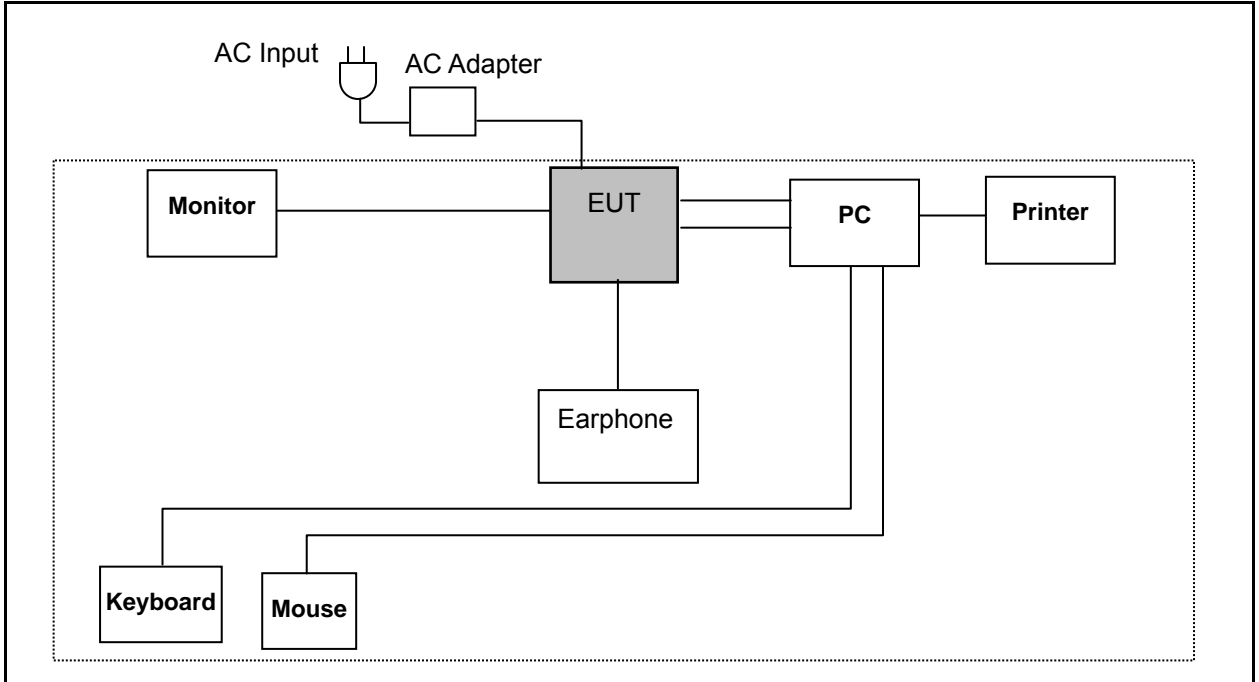 AC Input
AC Adapter
Monitor
EUT
PC
Printer
Earphone
Keyboard
Mouse